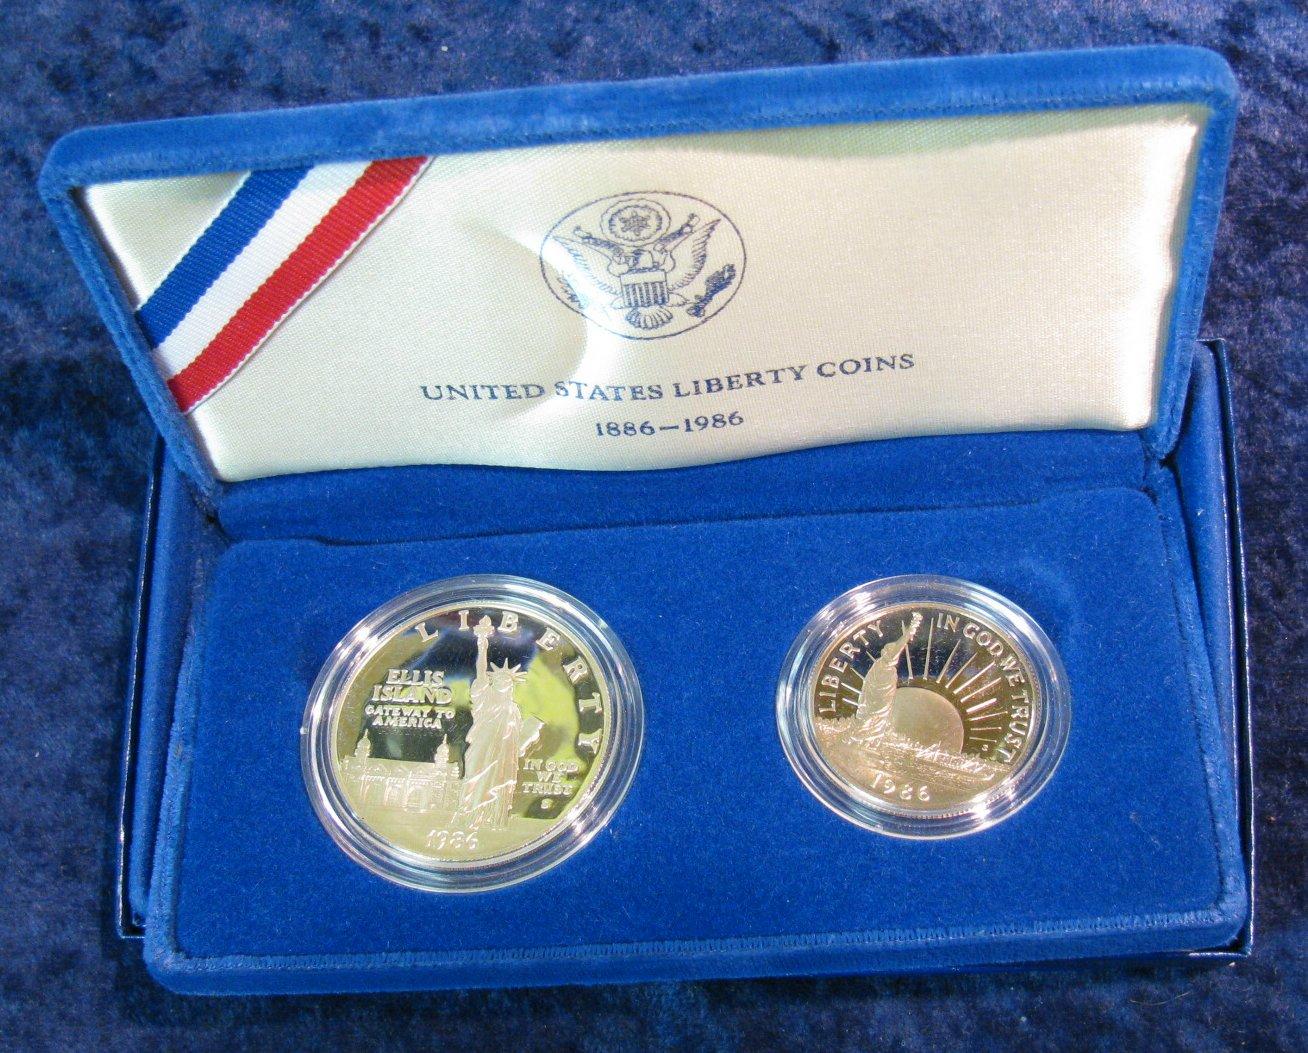 UNITED STATES LIBERTY COINS
1886–1986
LIBERTY
ELLIS
ISLAND
GATEWAY TO
AMERICA
IN GOD
WE
TRUST
S
1986
LIBERTY
IN GOD WE TRUST
S
1986